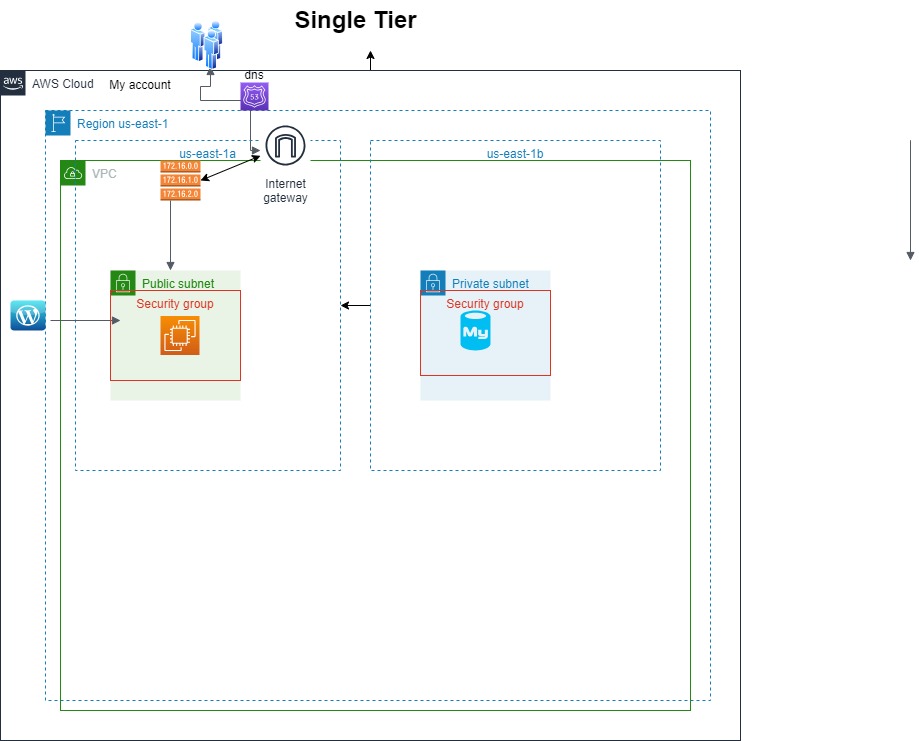 Single Tier
dns
aws
AWS Cloud
My account
53
Region us-east-1
us-east-1a
us-east-1b
VPC
172.16.0.0
172.16.1.0
172.16.2.0
Internet
gateway
Public subnet
Private subnet
Security group
Security group
W
My